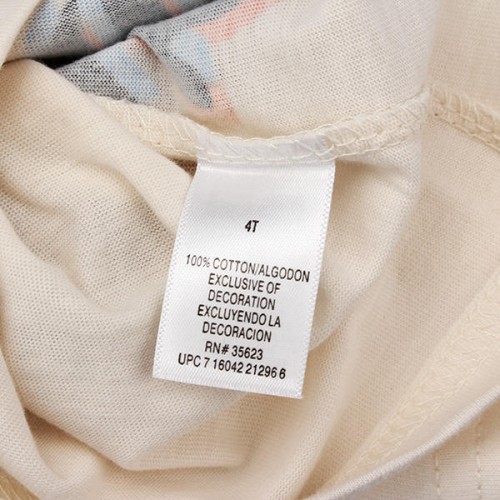 4T
100% COTTON/ALGODON
EXCLUSIVE OF
DECORATION
EXCLUYENDO LA
DECORACION
RN# 35623
UPC 7 16042 21296 6